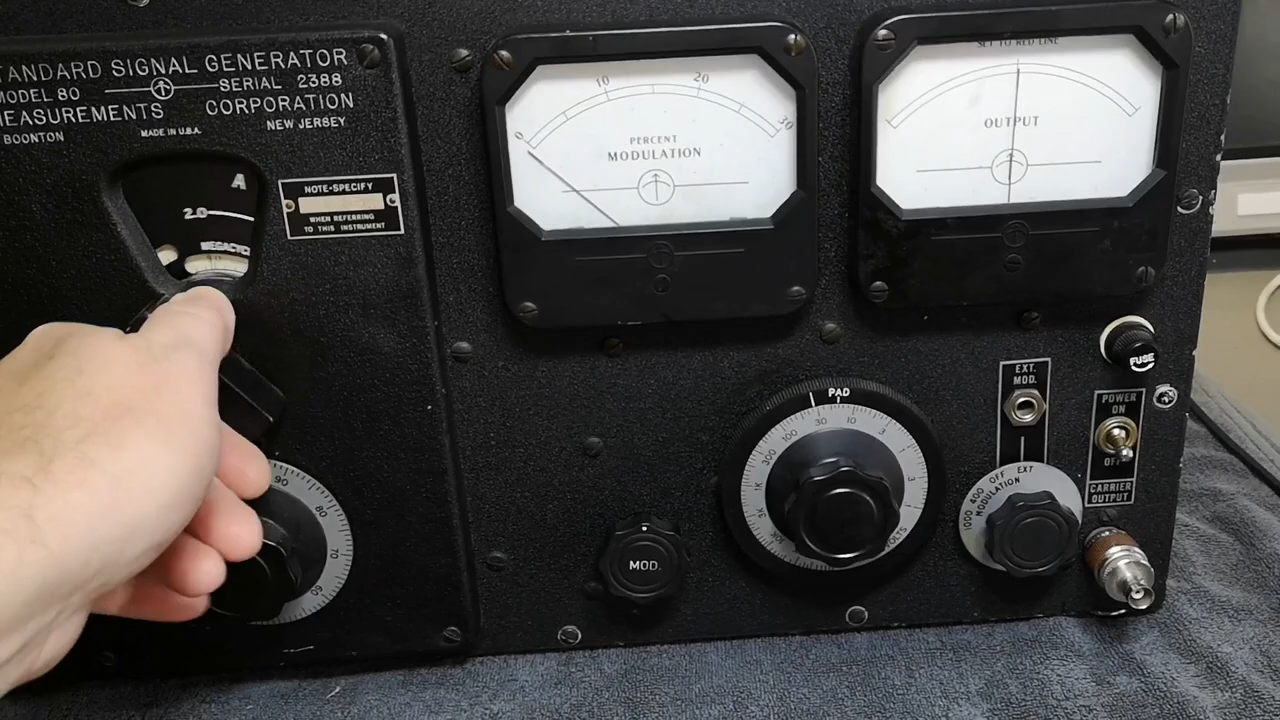 TANDARD SIGNAL GENERATOR
MODEL 80 SERIAL 2388
MEASUREMENTS CORPORATION
BOONTON MADE IN U.S.A. NEW JERSEY
A
2.0
MEGACYC
NOTE-SPECIFY
WHEN REFERRING
TO THIS INSTRUMENT
0 10 20 30
PERCENT
MODULATION
SET TO RED LINE
OUTPUT
FUSE
EXT.
MOD.
POWER
ON
OFF
CARRIER
OUTPUT
PAD
10K 3K 1K 300 100 30 10 3
VOLTS
1000 400 OFF EXT
MODULATION
MOD.
90
80
70
60